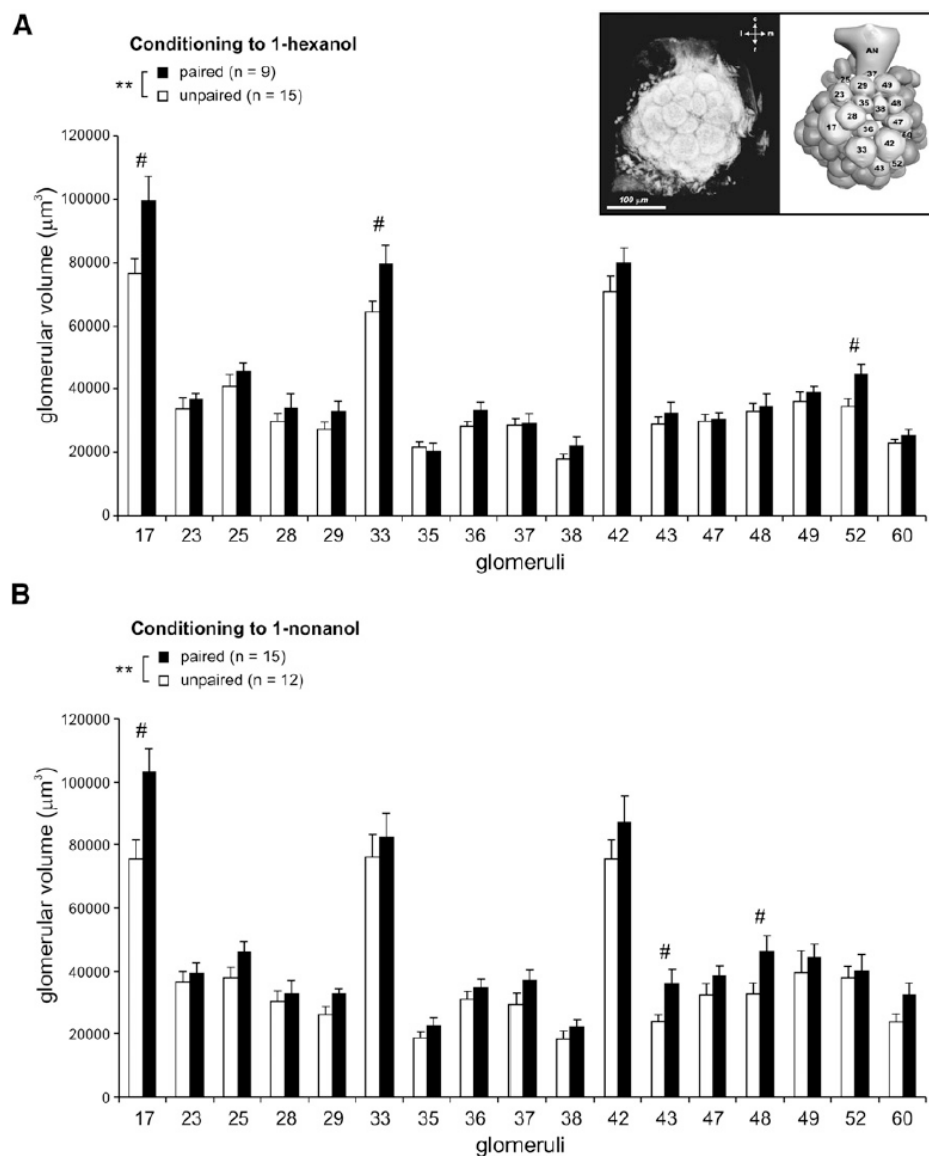 A
Conditioning to 1-hexanol
** ■ paired (n = 9)
□ unpaired (n = 15)
c
l m
r
100 μm
AN
37
25 29 49
23 35 38 48
28 47
17 36 60
33 42
43 52
glomerular volume (μm³)
120000
100000
80000
60000
40000
20000
0
# # #
17 23 25 28 29 33 35 36 37 38 42 43 47 48 49 52 60
glomeruli
B
Conditioning to 1-nonanol
** ■ paired (n = 15)
□ unpaired (n = 12)
glomerular volume (μm³)
120000
100000
80000
60000
40000
20000
0
# # #
17 23 25 28 29 33 35 36 37 38 42 43 47 48 49 52 60
glomeruli